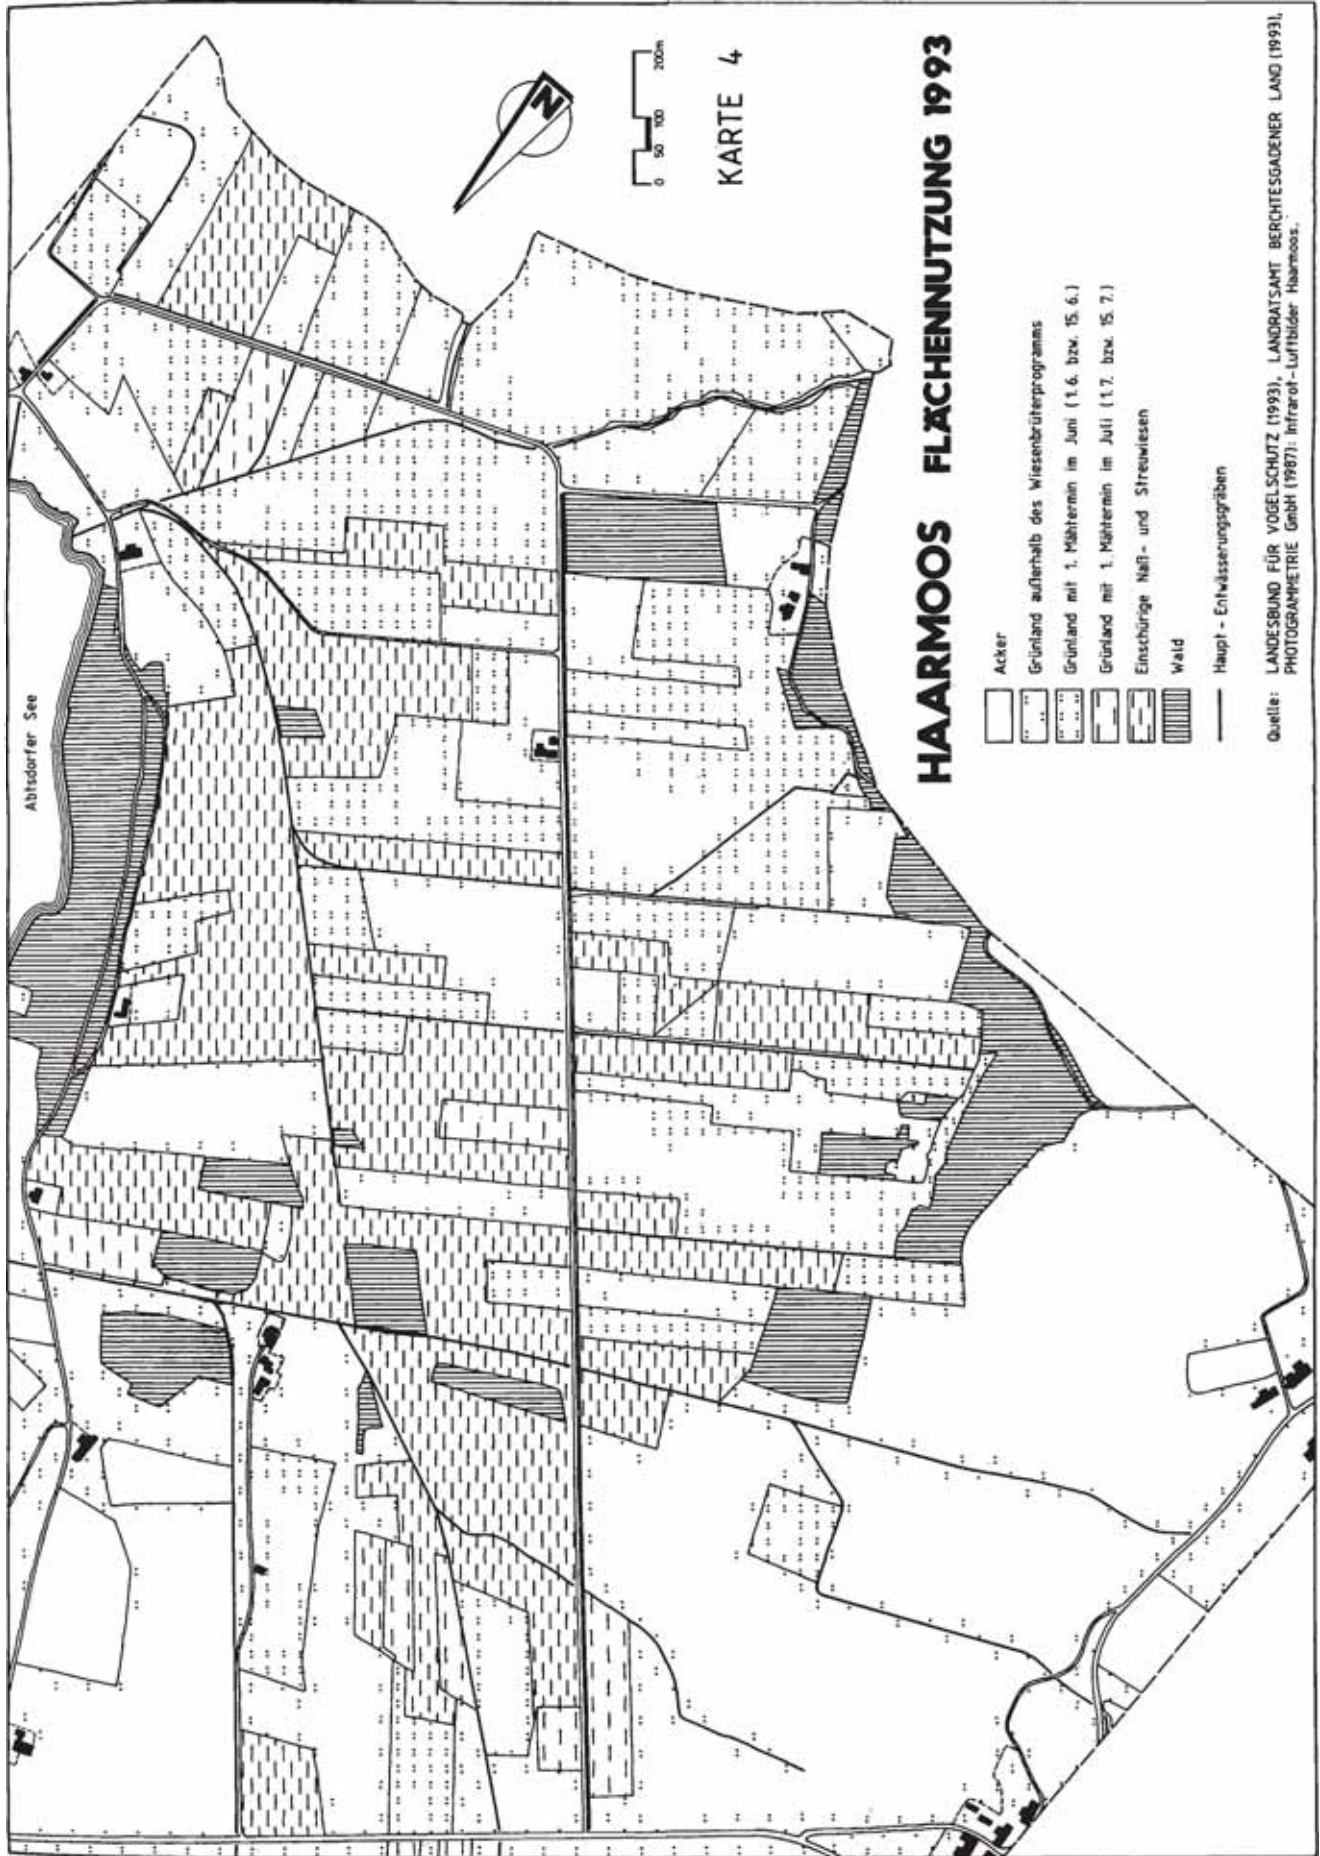 Abtsdorfer See
N
0 50 100 200m
KARTE 4
HAARMOOS FLÄCHENNUTZUNG 1993
Acker
Grünland außerhalb des Wiesenbrüterprogramms
Grünland mit 1. Mähtermin im Juni (1.6. bzw. 15.6.)
Grünland mit 1. Mähtermin im Juli (1.7. bzw. 15.7.)
Einschürige Naß- und Streuwiesen
Wald
Haupt-Entwässerungsgräben
Quelle: LANDESBUND FÜR VOGELSCHUTZ (1993), LANDRATSAMT BERCHTESGADENER LAND (1993),
PHOTOGRAMMETRIE GmbH (1987): Infrarot-Luftbilder Haarmoos.